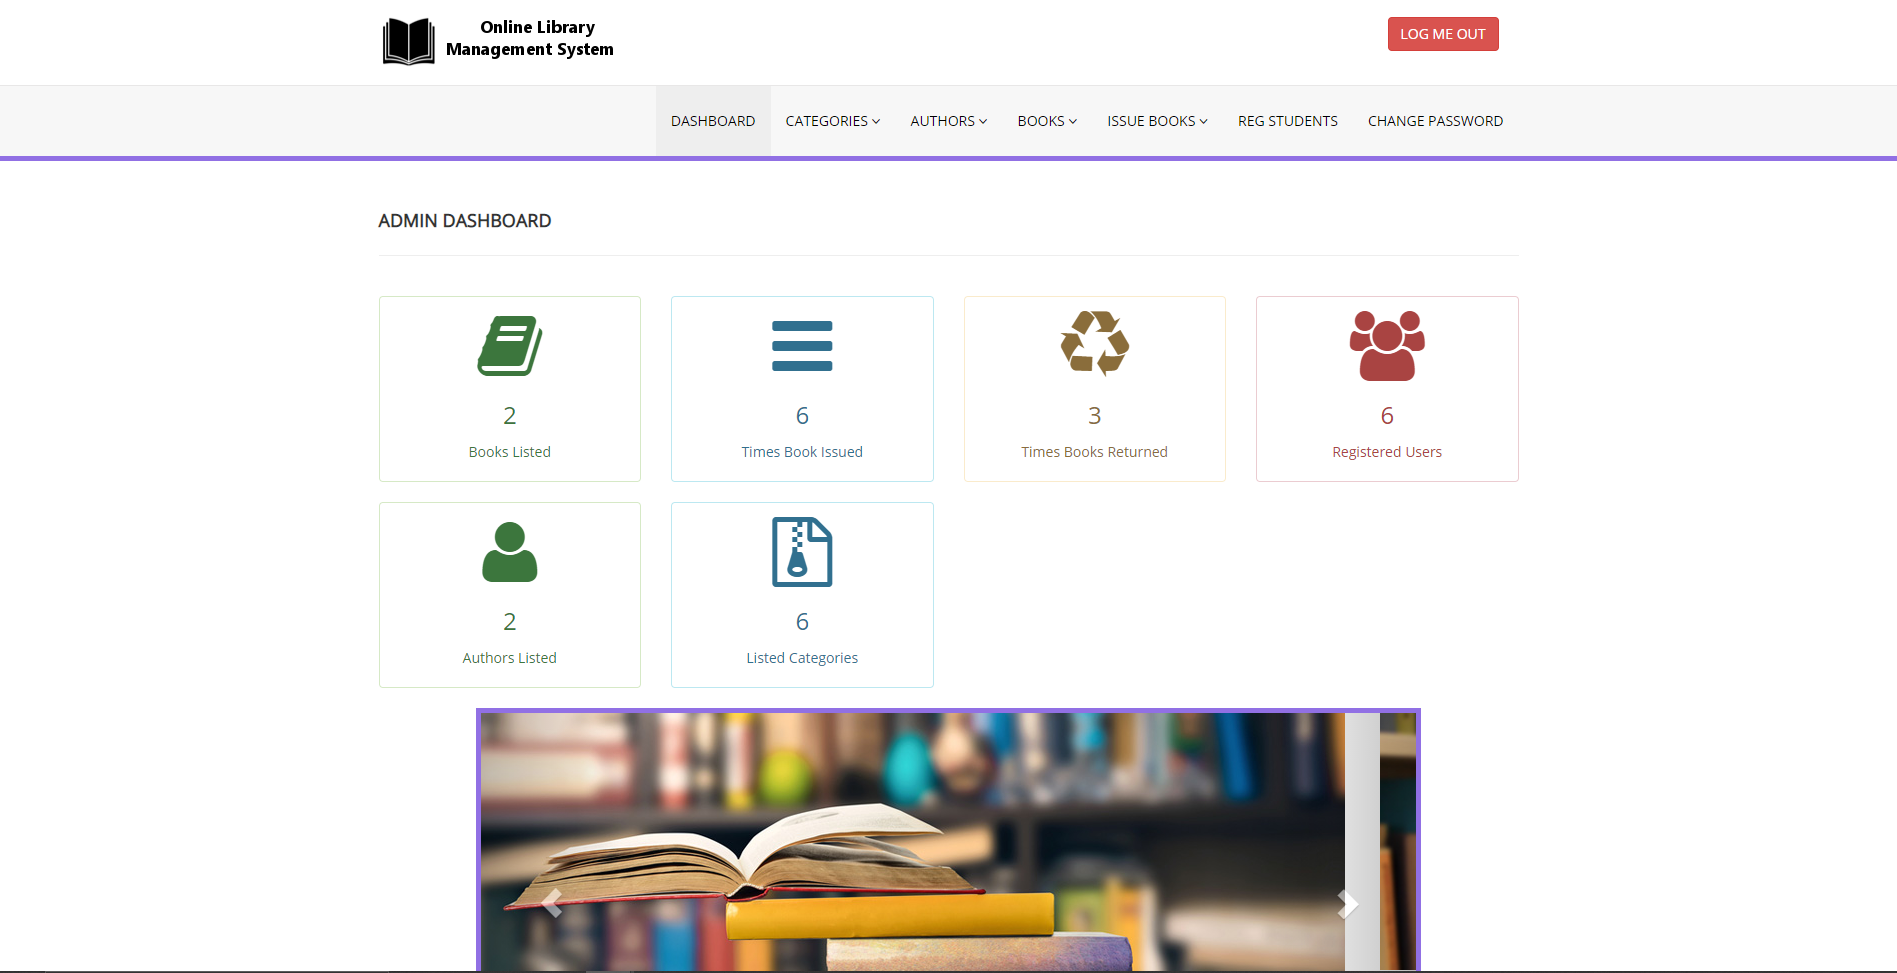 Online Library
Management System
LOG ME OUT
DASHBOARD
CATEGORIES
AUTHORS
BOOKS
ISSUE BOOKS
REG STUDENTS
CHANGE PASSWORD
ADMIN DASHBOARD
2
Books Listed
6
Times Book Issued
3
Times Books Returned
6
Registered Users
2
Authors Listed
6
Listed Categories